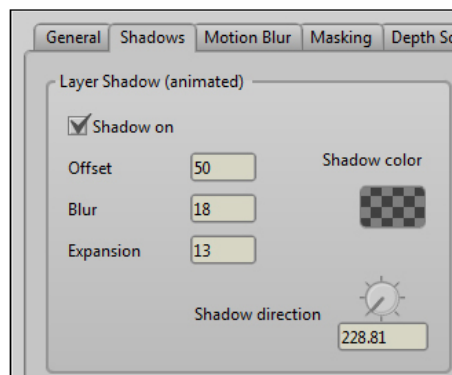 General Shadows Motion Blur Masking Depth
Layer Shadow (animated)
Shadow on
Offset 50 Shadow color
Blur 18
Expansion 13
Shadow direction
228.81